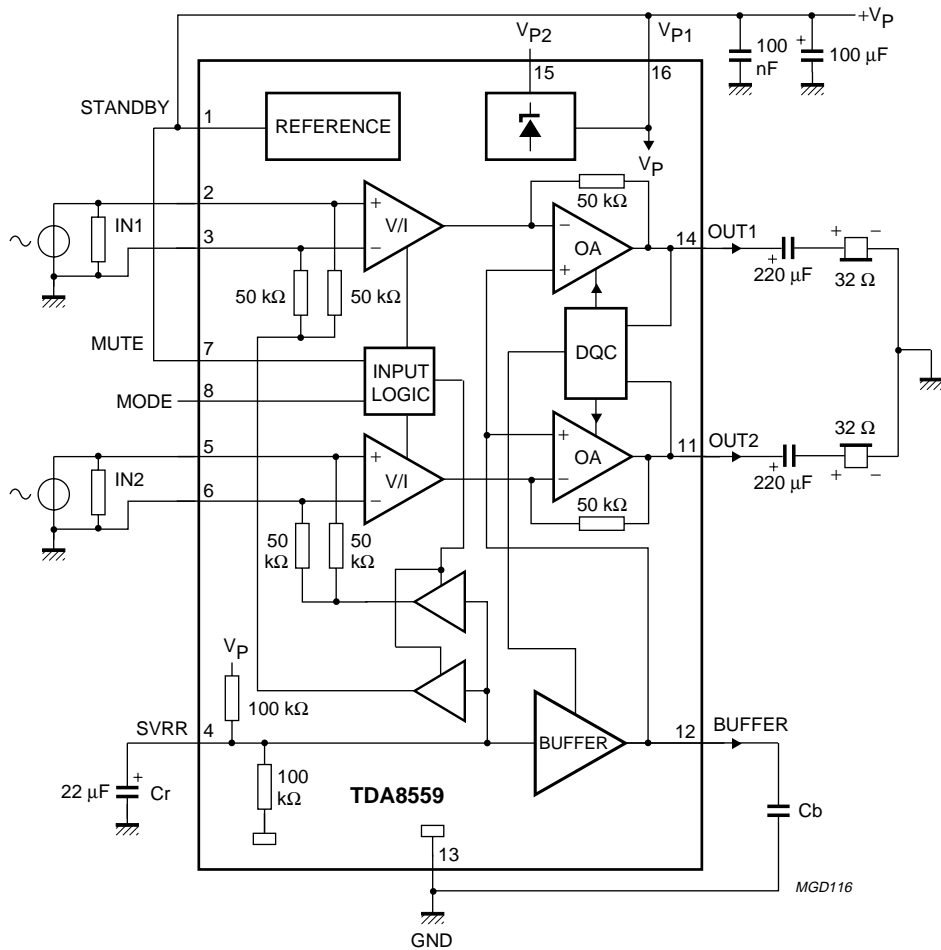 +V_P
V_P2
V_P1
100 nF
100 µF
15
16
STANDBY
1
REFERENCE
V_P
2
IN1
3
+
V/I
−
50 kΩ
50 kΩ
50 kΩ
−
OA
+
14
OUT1
+
220 µF
+
−
32 Ω
MUTE
7
INPUT LOGIC
DQC
MODE
8
5
IN2
6
+
V/I
−
+
OA
−
11
OUT2
32 Ω
+
220 µF
+
−
50 kΩ
50 kΩ
50 kΩ
V_P
100 kΩ
SVRR
4
BUFFER
12
BUFFER
22 µF
+
Cr
100 kΩ
TDA8559
Cb
13
MGD116
GND